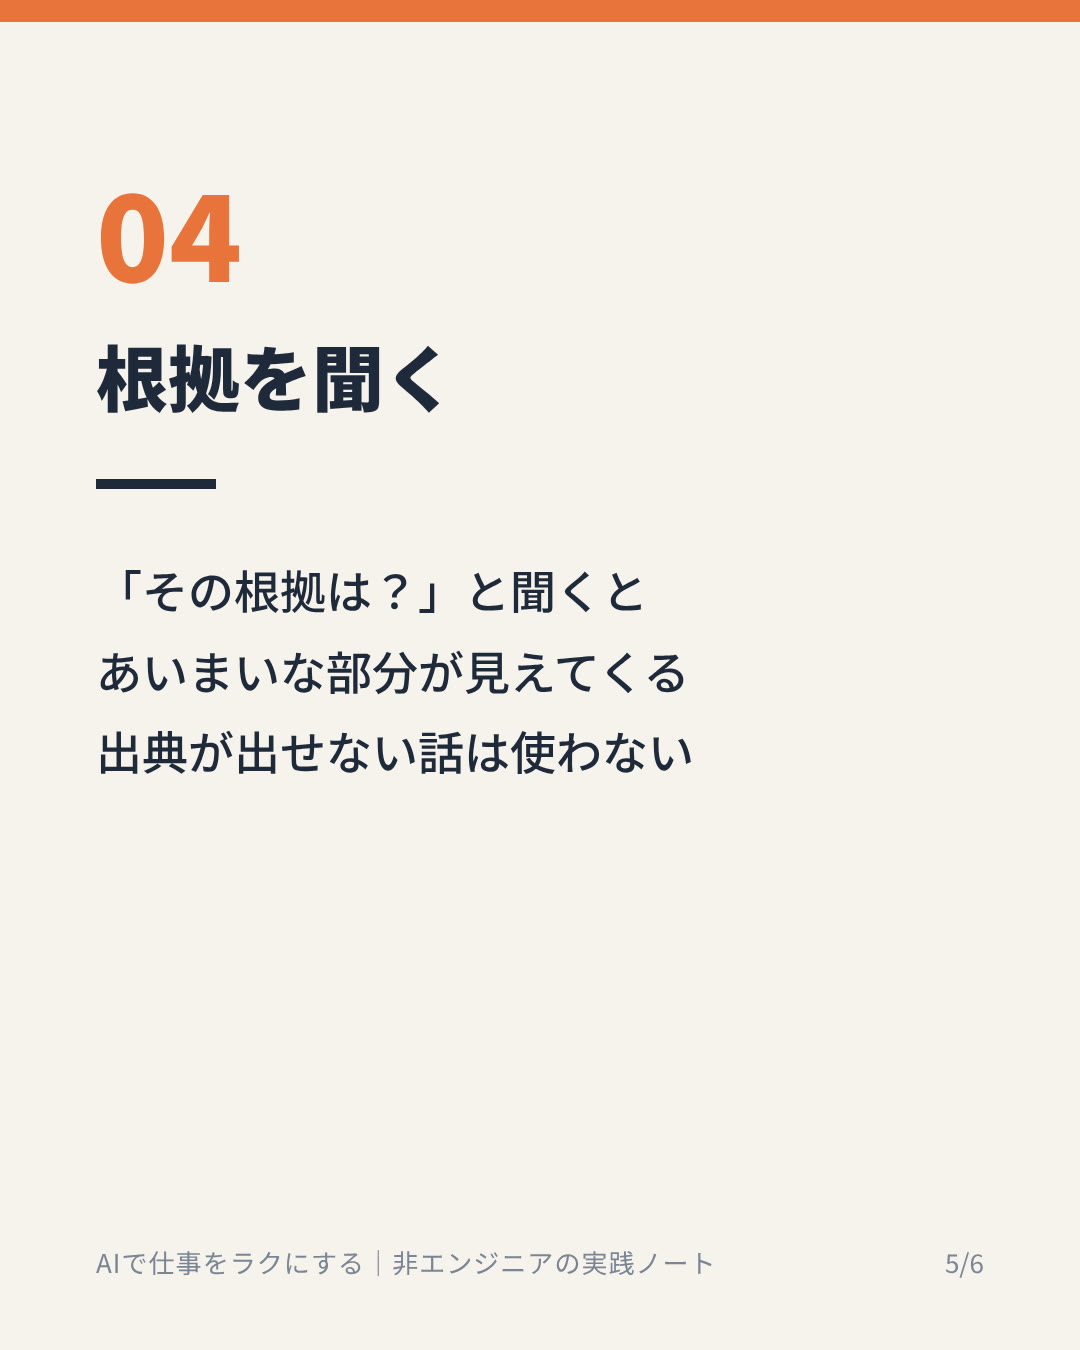 04
根拠を聞く
「その根拠は？」と聞くと
あいまいな部分が見えてくる
出典が出せない話は使わない
AIで仕事をラクにする｜非エンジニアの実践ノート
5/6